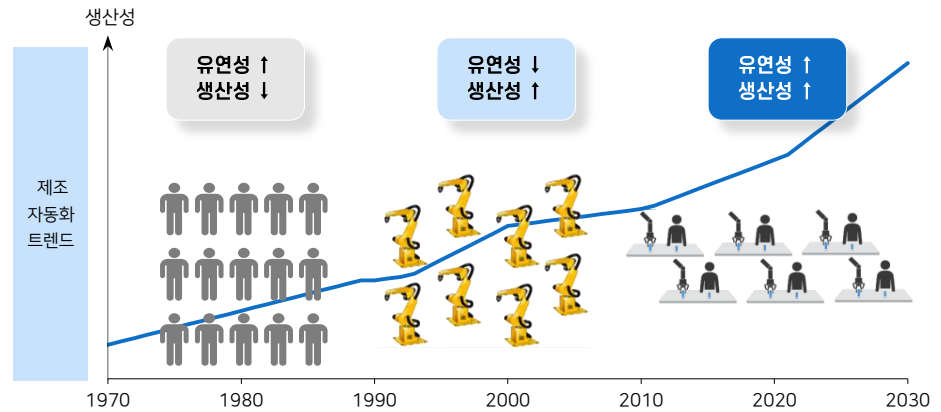 생산성
유연성 ↑
생산성 ↓
유연성 ↓
생산성 ↑
유연성 ↑
생산성 ↑
제조
자동화
트렌드
1970 1980 1990 2000 2010 2020 2030